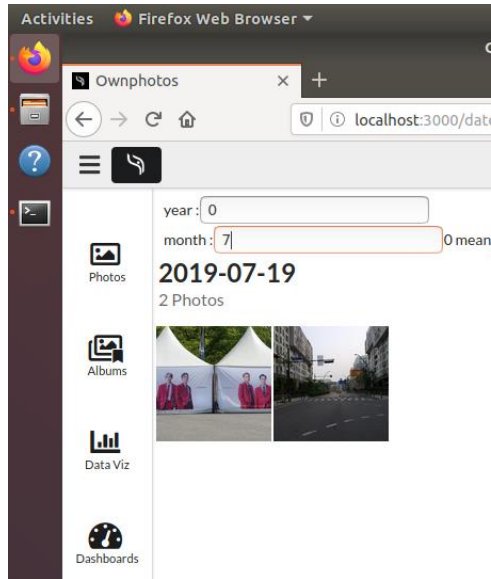 Activities Firefox Web Browser
Ownphotos
localhost:3000/date
year : 0
month : 7 0 mean
2019-07-19
2 Photos
Photos
Albums
Data Viz
Dashboards